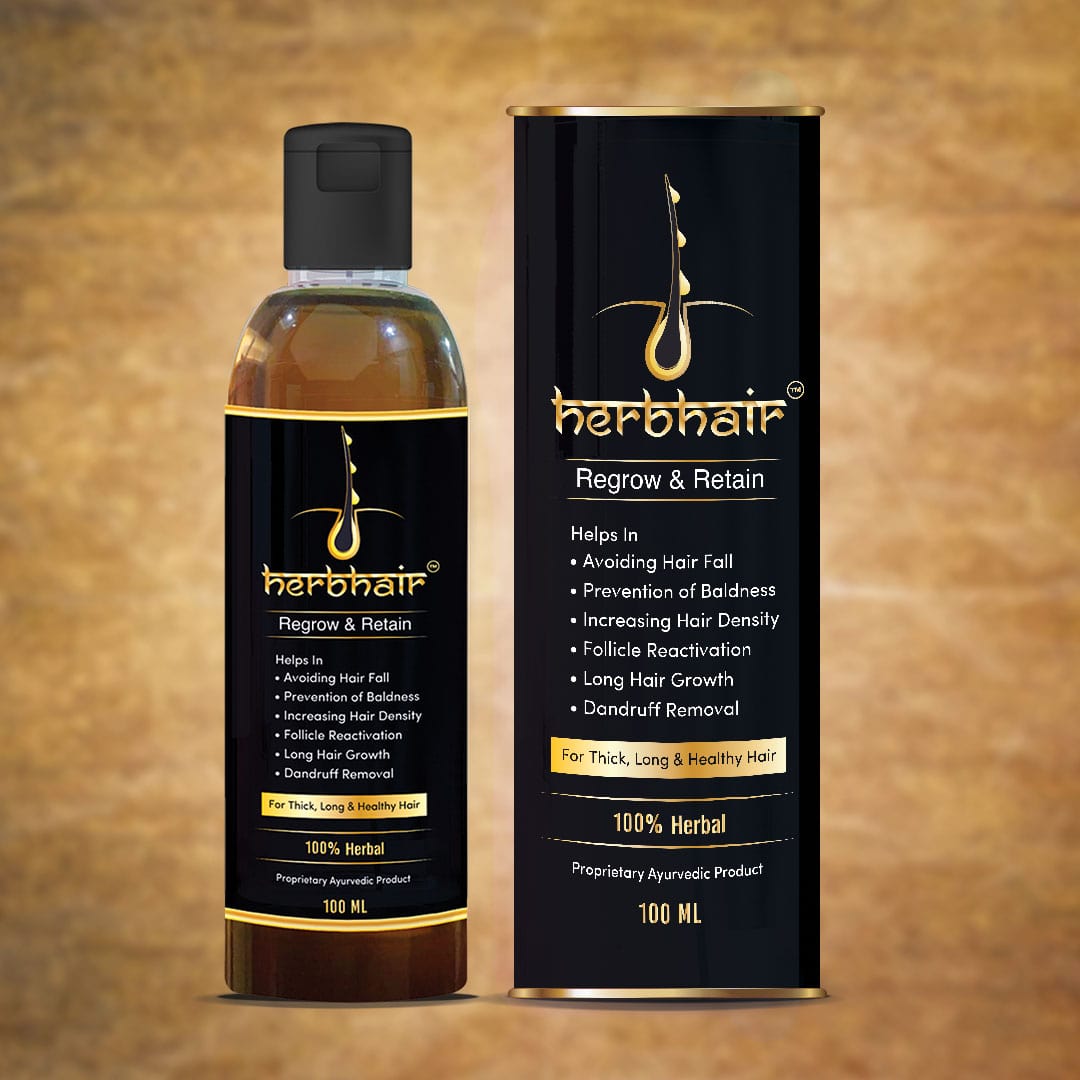 herbhair™
Regrow & Retain
Helps In
• Avoiding Hair Fall
• Prevention of Baldness
• Increasing Hair Density
• Follicle Reactivation
• Long Hair Growth
• Dandruff Removal
For Thick, Long & Healthy Hair
100% Herbal
Proprietary Ayurvedic Product
100 ML
herbhair™
Regrow & Retain
Helps In
• Avoiding Hair Fall
• Prevention of Baldness
• Increasing Hair Density
• Follicle Reactivation
• Long Hair Growth
• Dandruff Removal
For Thick, Long & Healthy Hair
100% Herbal
Proprietary Ayurvedic Product
100 ML